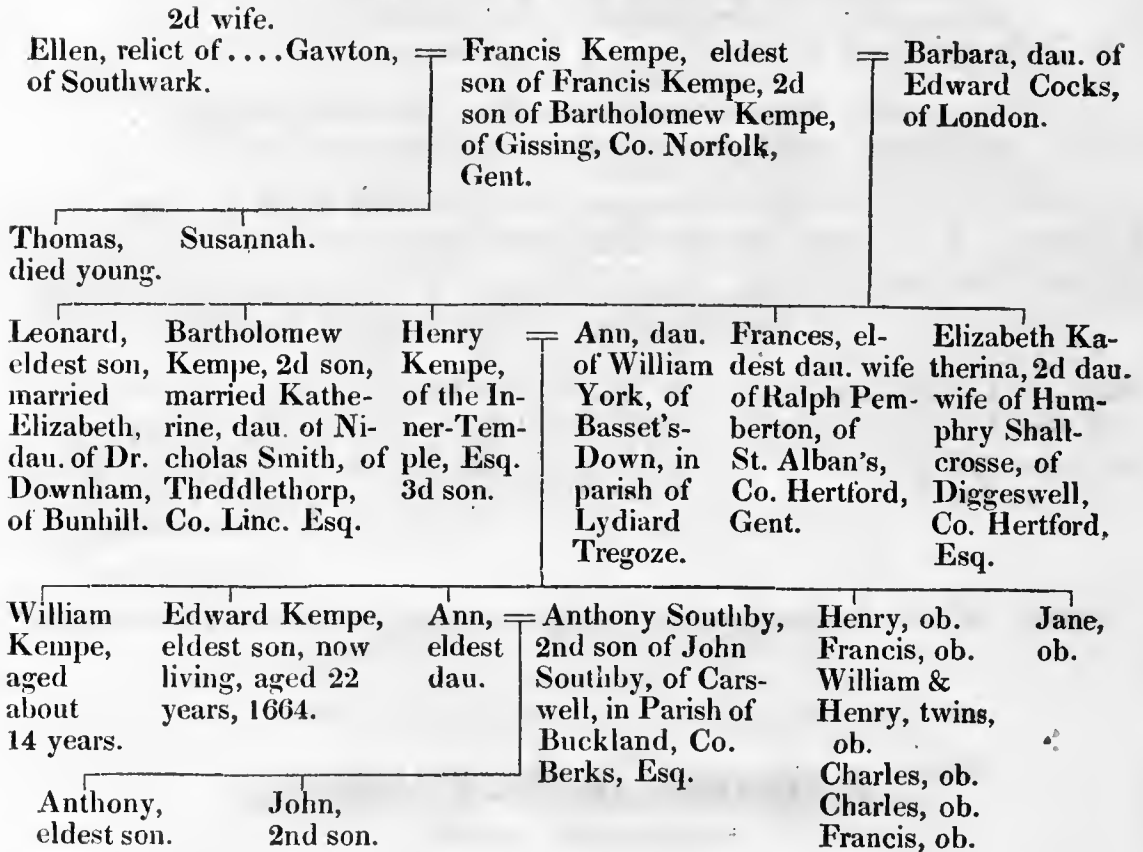 2d wife.
Ellen, relict of . . . . Gawton,
of Southwark.
=
Francis Kempe, eldest
son of Francis Kempe, 2d
son of Bartholomew Kempe,
of Gissing, Co. Norfolk,
Gent.
=
Barbara, dau. of
Edward Cocks,
of London.
Thomas,
died young.
Susannah.
Leonard,
eldest son,
married
Elizabeth,
dau. of Dr.
Downham,
of Bunhill.
Bartholomew
Kempe, 2d son,
married Kathe-
rine, dau. of Ni-
cholas Smith, of
Theddlethorp,
Co. Linc. Esq.
Henry
Kempe,
of the In-
ner-Tem-
ple, Esq.
3d son.
=
Ann, dau.
of William
York, of
Basset's-
Down, in
parish of
Lydiard
Tregoze.
Frances, el-
dest dau. wife
of Ralph Pem-
berton, of
St. Alban's,
Co. Hertford,
Gent.
Elizabeth Ka-
therina, 2d dau.
wife of Hum-
phry Shall-
crosse, of
Diggeswell,
Co. Hertford,
Esq.
William
Kempe,
aged
about
14 years.
Edward Kempe,
eldest son, now
living, aged 22
years, 1664.
Ann,
eldest
dau.
=
Anthony Southby,
2nd son of John
Southby, of Cars-
well, in Parish of
Buckland, Co.
Berks, Esq.
Henry, ob.
Francis, ob.
William &
Henry, twins,
ob.
Charles, ob.
Charles, ob.
Francis, ob.
Jane,
ob.
Anthony,
eldest son.
John,
2nd son.